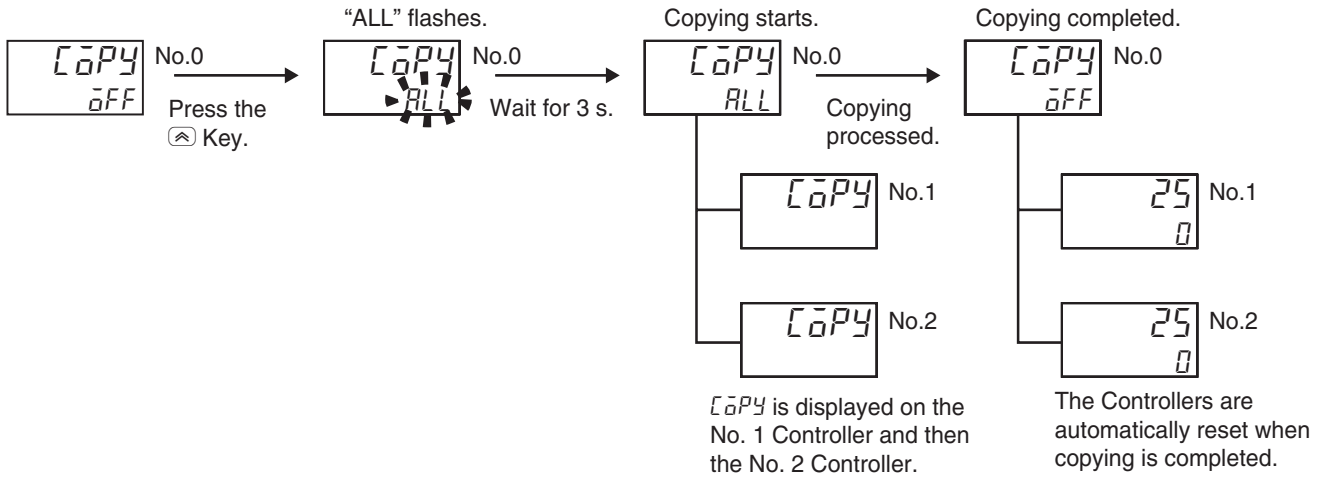 "ALL" flashes.
Copying starts.
Copying completed.
CoPY
oFF
No.0
Press the
Key.
CoPY
ALL
No.0
Wait for 3 s.
CoPY
ALL
No.0
Copying
processed.
CoPY
oFF
No.0
CoPY
No.1
25
0
No.1
CoPY
No.2
25
0
No.2
CoPY is displayed on the
No. 1 Controller and then
the No. 2 Controller.
The Controllers are
automatically reset when
copying is completed.